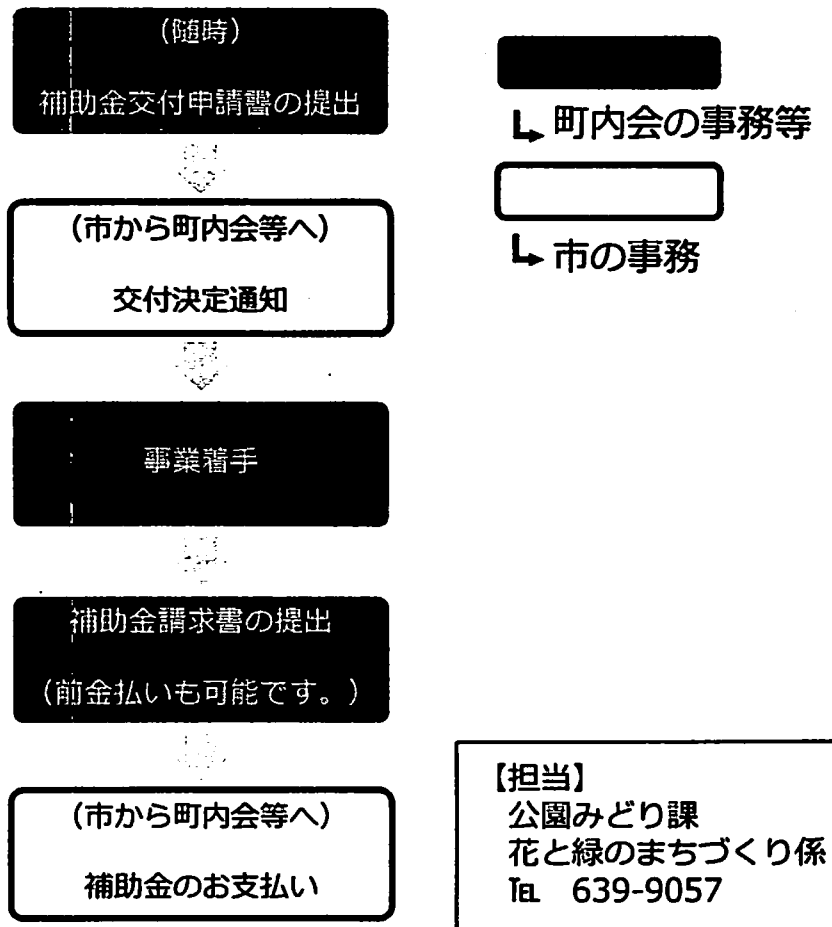 (随時)
補助金交付申請書の提出
(市から町内会等へ)
交付決定通知
事業着手
補助金請求書の提出
(前金払いも可能です。)
(市から町内会等へ)
補助金のお支払い
町内会の事務等
市の事務
【担当】
公園みどり課
花と緑のまちづくり係
℡ 639-9057